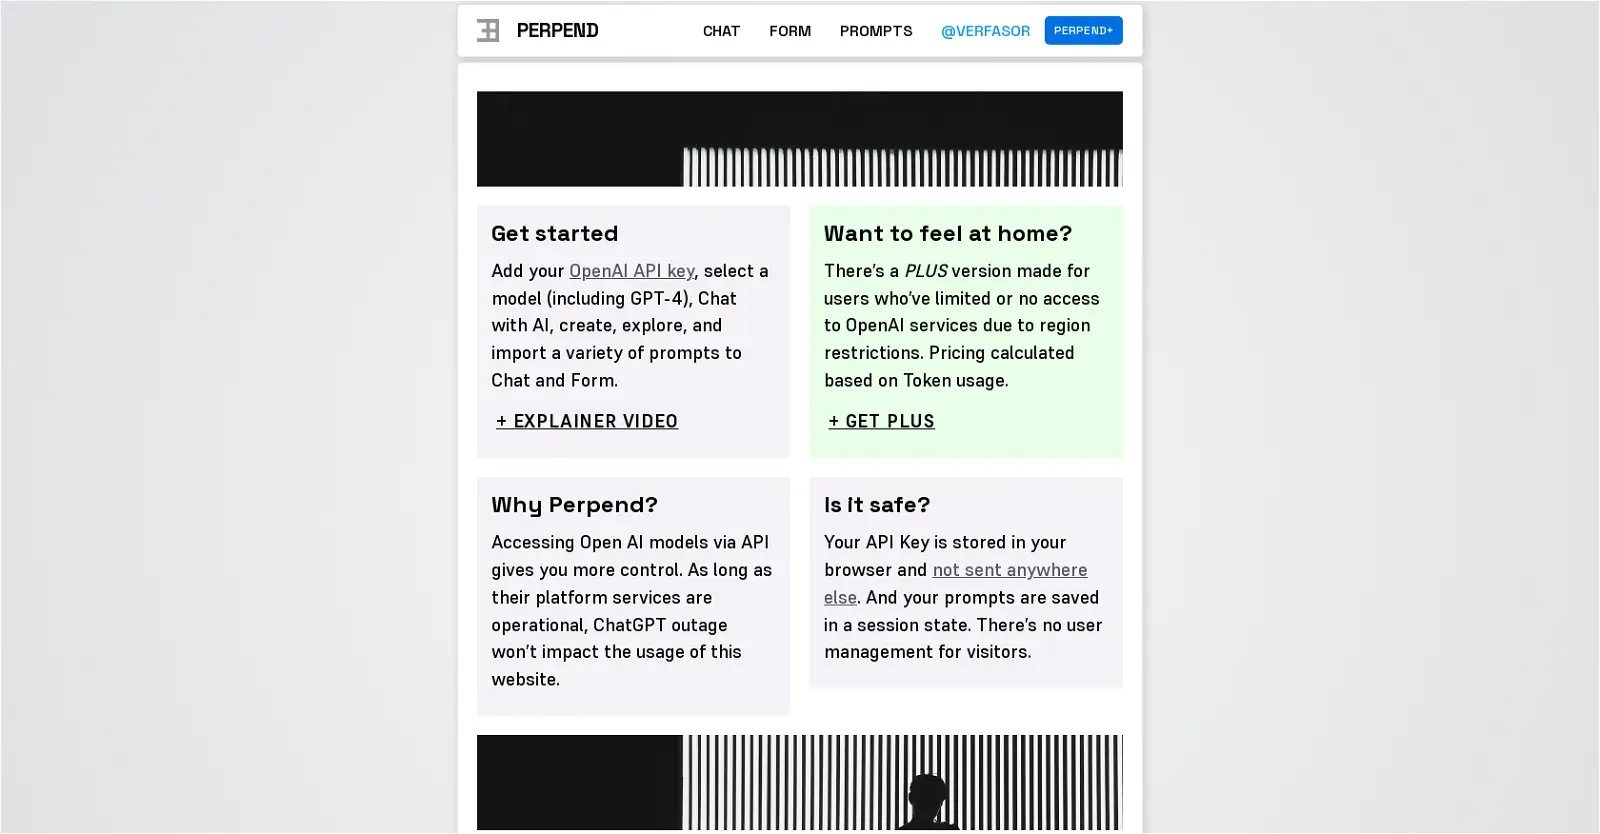 PERPEND CHAT FORM PROMPTS @VERFASOR PERPEND+
Get started
Add your OpenAI API key, select a
model (including GPT-4), Chat
with AI, create, explore, and
import a variety of prompts to
Chat and Form.
+ EXPLAINER VIDEO
Want to feel at home?
There's a PLUS version made for
users who've limited or no access
to OpenAI services due to region
restrictions. Pricing calculated
based on Token usage.
+ GET PLUS
Why Perpend?
Accessing Open AI models via API
gives you more control. As long as
their platform services are
operational, ChatGPT outage
won't impact the usage of this
website.
Is it safe?
Your API Key is stored in your
browser and not sent anywhere
else. And your prompts are saved
in a session state. There's no user
management for visitors.